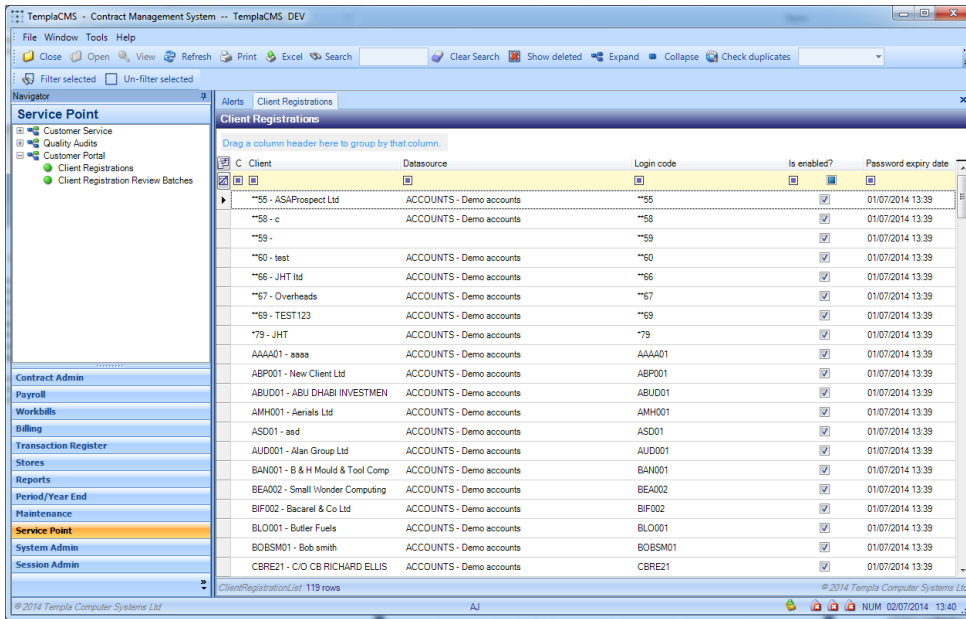 TemplaCMS - Contract Management System -- TemplaCMS DEV
File Window Tools Help
Close Open View Refresh Print Excel Search Clear Search Show deleted Expand Collapse Check duplicates
Filter selected Un-filter selected
Navigator
Service Point
Customer Service
Quality Audits
Customer Portal
Client Registrations
Client Registration Review Batches
Contract Admin
Payroll
Workbills
Billing
Transaction Register
Stores
Reports
Period/Year End
Maintenance
Service Point
System Admin
Session Admin
Alerts Client Registrations
Client Registrations
Drag a column header here to group by that column.
C Client Datasource Login code Is enabled? Password expiry date
**55 - ASAProspect Ltd ACCOUNTS - Demo accounts **55 01/07/2014 13:39
**58 - c ACCOUNTS - Demo accounts **58 01/07/2014 13:39
**59 - **59 01/07/2014 13:39
**60 - test ACCOUNTS - Demo accounts **60 01/07/2014 13:39
**66 - JHT ltd ACCOUNTS - Demo accounts **66 01/07/2014 13:39
**67 - Overheads ACCOUNTS - Demo accounts **67 01/07/2014 13:39
**69 - TEST123 ACCOUNTS - Demo accounts **69 01/07/2014 13:39
*79 - JHT ACCOUNTS - Demo accounts *79 01/07/2014 13:39
AAAA01 - aaaa ACCOUNTS - Demo accounts AAAA01 01/07/2014 13:39
ABP001 - New Client Ltd ACCOUNTS - Demo accounts ABP001 01/07/2014 13:39
ABUD01 - ABU DHABI INVESTMEN ACCOUNTS - Demo accounts ABUD01 01/07/2014 13:39
AMH001 - Aerials Ltd ACCOUNTS - Demo accounts AMH001 01/07/2014 13:39
ASD01 - asd ACCOUNTS - Demo accounts ASD01 01/07/2014 13:39
AUD001 - Alan Group Ltd ACCOUNTS - Demo accounts AUD001 01/07/2014 13:39
BAN001 - B & H Mould & Tool Comp ACCOUNTS - Demo accounts BAN001 01/07/2014 13:39
BEA002 - Small Wonder Computing ACCOUNTS - Demo accounts BEA002 01/07/2014 13:39
BIF002 - Bacarel & Co Ltd ACCOUNTS - Demo accounts BIF002 01/07/2014 13:39
BLO001 - Butler Fuels ACCOUNTS - Demo accounts BLO001 01/07/2014 13:39
BOBSM01 - Bob smith ACCOUNTS - Demo accounts BOBSM01 01/07/2014 13:39
CBRE21 - C/O CB RICHARD ELLIS ACCOUNTS - Demo accounts CBRE21 01/07/2014 13:39
ClientRegistrationList 119 rows © 2014 Templa Computer Systems Ltd
© 2014 Templa Computer Systems Ltd AJ NUM 02/07/2014 13:40